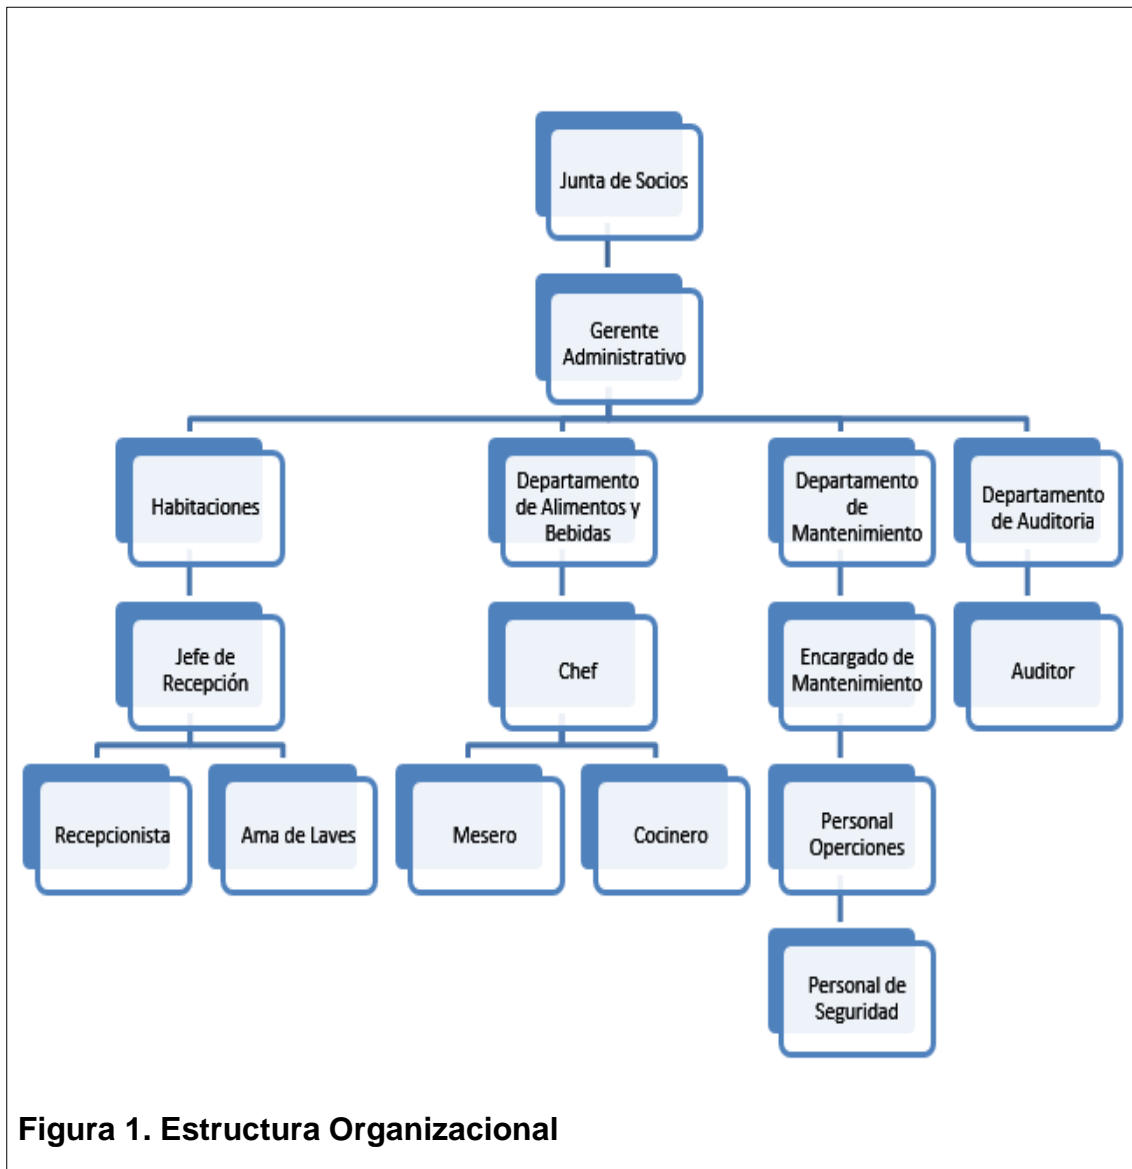 Junta de Socios
Gerente
Administrativo
Habitaciones
Departamento
de Alimentos y
Bebidas
Departamento
de
Mantenimiento
Departamento
de Auditoria
Jefe de
Recepción
Chef
Encargado de
Mantenimiento
Auditor
Recepcionista
Ama de Laves
Mesero
Cocinero
Personal
Operciones
Personal de
Seguridad
Figura 1. Estructura Organizacional